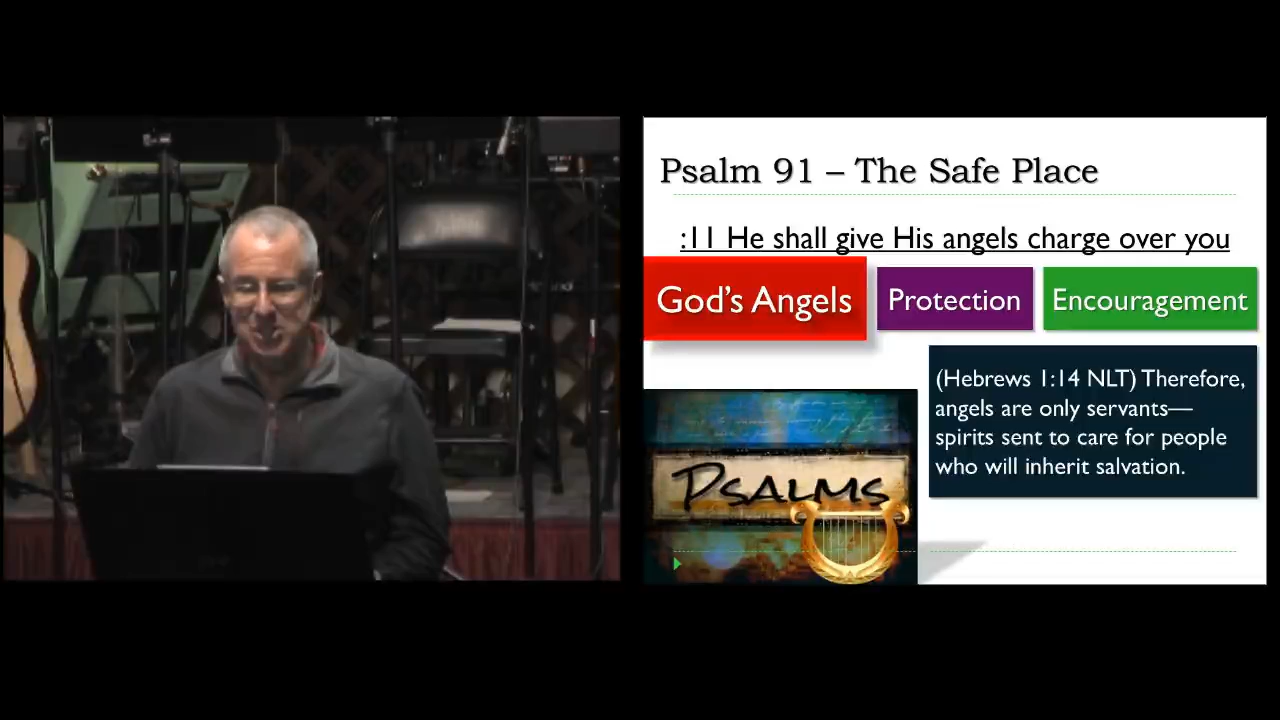 Psalm 91 – The Safe Place
:11 He shall give His angels charge over you
God's Angels
Protection
Encouragement
(Hebrews 1:14 NLT) Therefore,
angels are only servants—
spirits sent to care for people
who will inherit salvation.
PSALMS